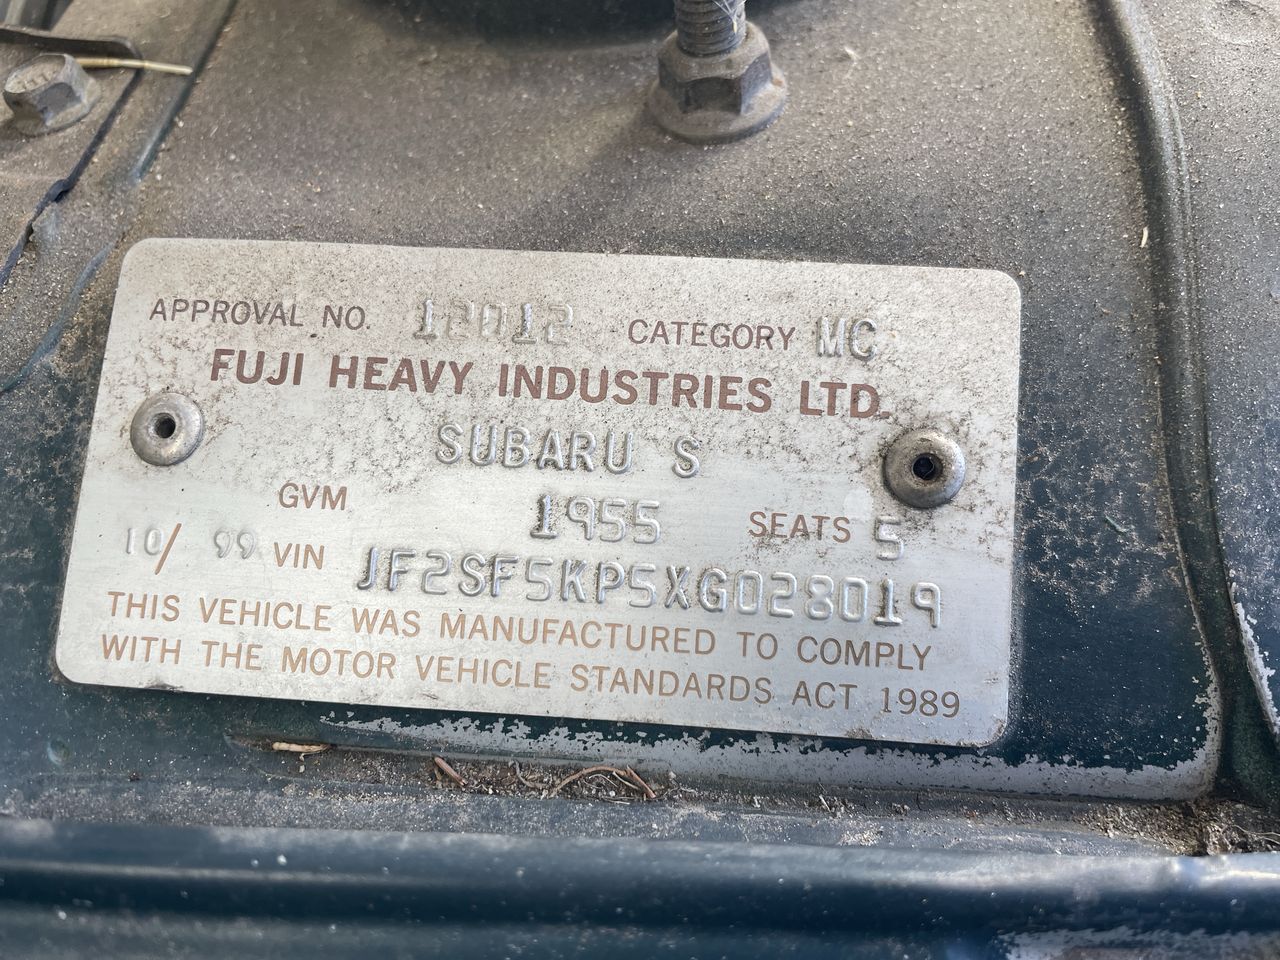 APPROVAL NO. 12012 CATEGORY MC
FUJI HEAVY INDUSTRIES LTD.
SUBARU S
GVM 1955 SEATS 5
10/ 99 VIN JF2SF5KP5XG028019
THIS VEHICLE WAS MANUFACTURED TO COMPLY
WITH THE MOTOR VEHICLE STANDARDS ACT 1989